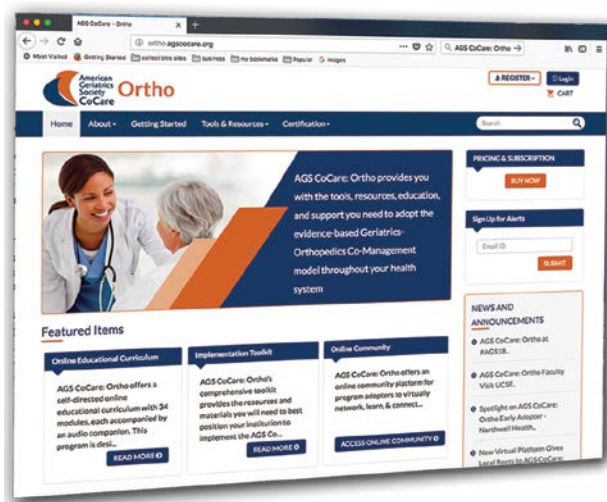 AGS CoCare - Ortho
ortho.agscocare.org
AGS CoCare: Ortho
Most Visited
Getting Started
business
my bookmarks
Popular
images
American
Geriatrics
Society
CoCare
Ortho
REGISTER
Login
CART
Home
About
Getting Started
Tools & Resources
Certification
Search
AGS CoCare: Ortho provides you
with the tools, resources, education,
and support you need to adopt the
evidence-based Geriatrics-
Orthopedics Co-Management
model throughout your health
system
PRICING & SUBSCRIPTION
BUY NOW
Sign Up for Alerts
Email ID
SUBMIT
Featured Items
Online Educational Curriculum
AGS CoCare: Ortho offers a
self-directed online
educational curriculum with 34
modules, each accompanied by
an audio companion. This
program is desi...
READ MORE
Implementation Toolkit
AGS CoCare: Ortho's
comprehensive toolkit
provides the resources and
materials you will need to best
position your institution to
implement the AGS Co...
READ MORE
Online Community
AGS CoCare: Ortho offers an
online community platform for
program adopters to virtually
network, learn, & connect...
ACCESS ONLINE COMMUNITY
NEWS AND
ANNOUNCEMENTS
AGS CoCare: Ortho at
#AGS18..
AGS CoCare: Ortho Faculty
Visit UCSF..
Spotlight on AGS CoCare:
Ortho Early Adopter -
Northwell Health..
New Virtual Platform Gives
Local Roots to AGS CoCare: